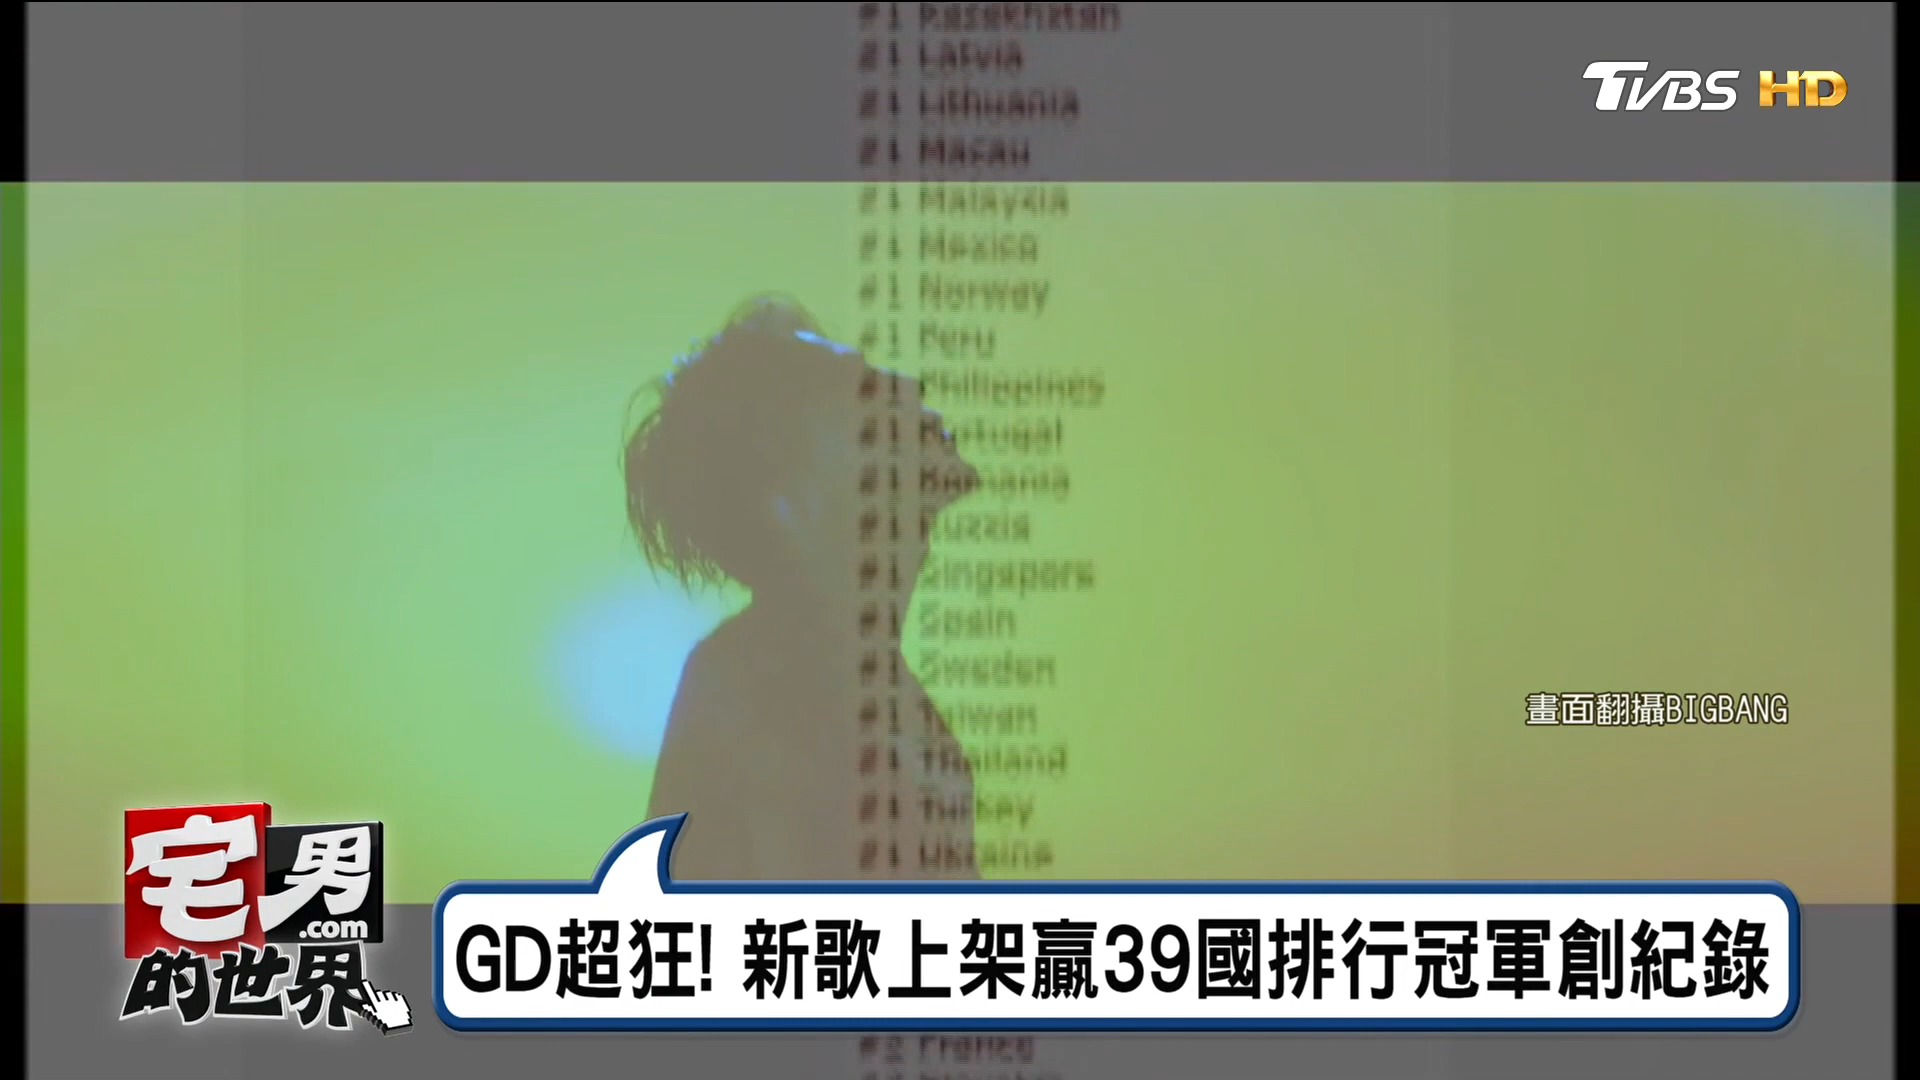 #1 Kazakhstan
#1 Latvia
#1 Lithuania
#1 Macau
#1 Malaysia
#1 Mexico
#1 Norway
#1 Peru
#1 Philippines
#1 Portugal
#1 Romania
#1 Russia
#1 Singapore
#1 Spain
#1 Sweden
#1 Taiwan
#1 Thailand
#1 Turkey
#1 Ukraine
#2 France
TVBS HD
畫面翻攝BIGBANG
宅男
.com
的世界
GD超狂! 新歌上架贏39國排行冠軍創紀錄